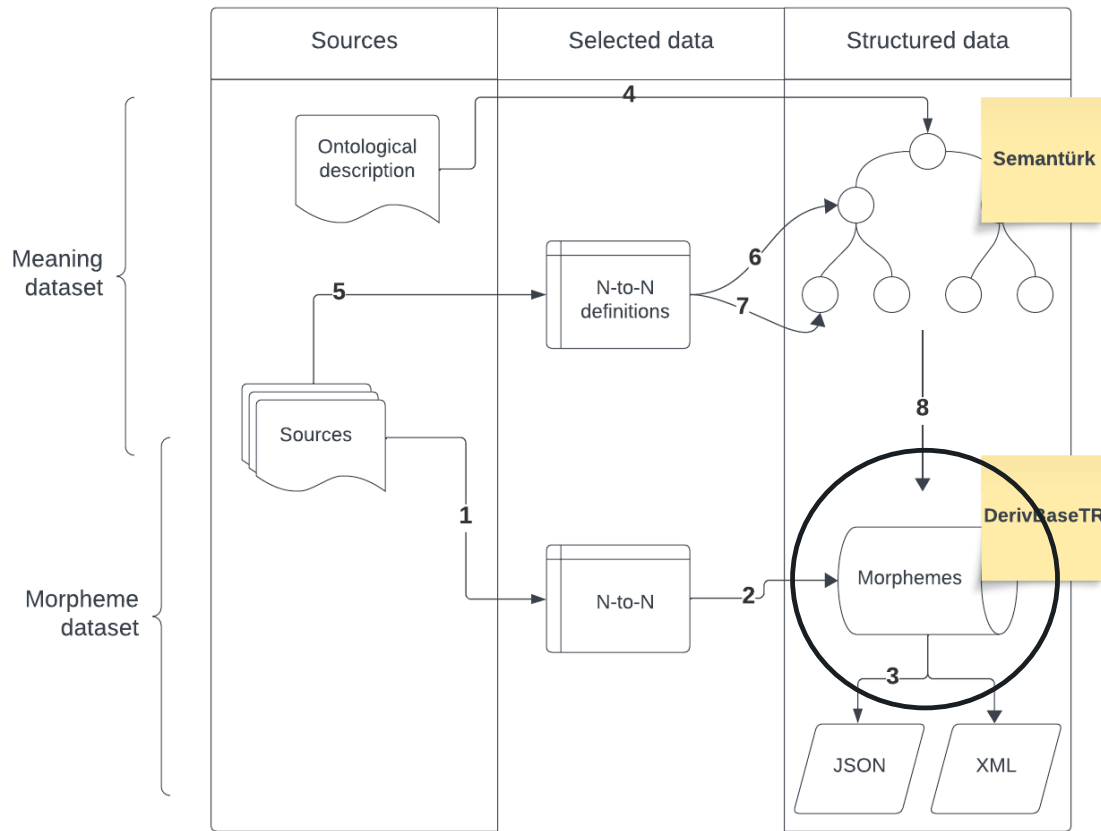 Sources
Selected data
Structured data
4
Ontological
description
Semantürk
Meaning
dataset
6
5
N-to-N
definitions
7
8
Sources
1
DerivBaseTR
Morphemes
Morpheme
dataset
N-to-N
2
3
JSON
XML